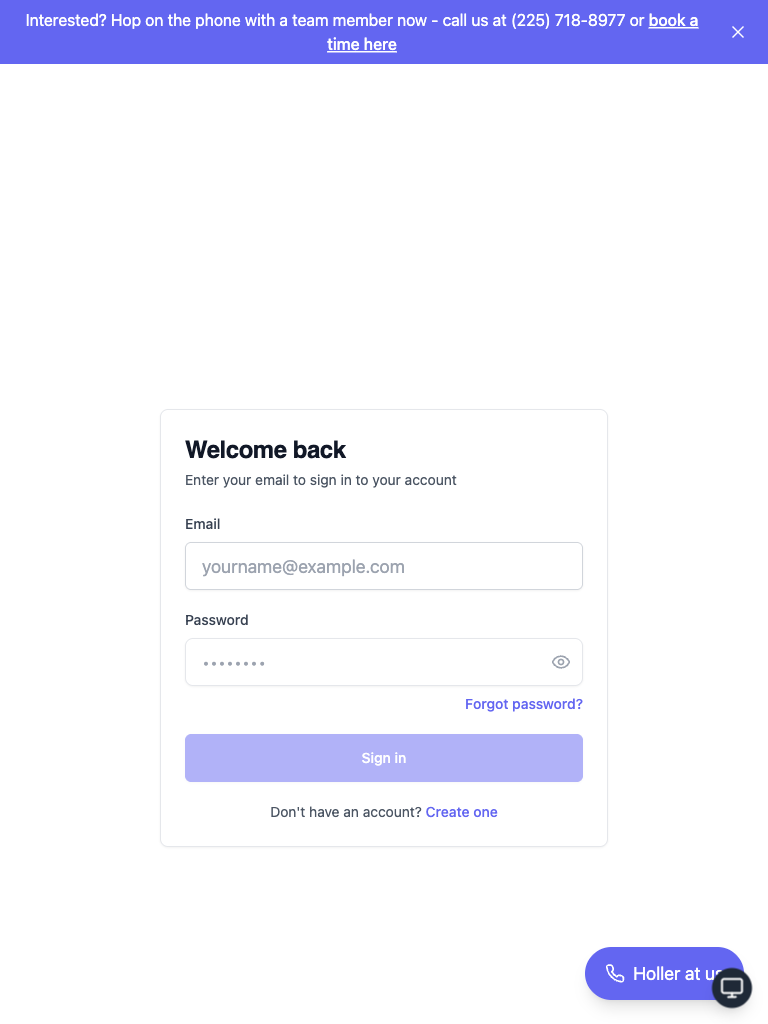 Interested? Hop on the phone with a team member now - call us at (225) 718-8977 or book a
time here
Welcome back
Enter your email to sign in to your account
Email
yourname@example.com
Password
••••••••
Forgot password?
Sign in
Don't have an account? Create one
Holler at us